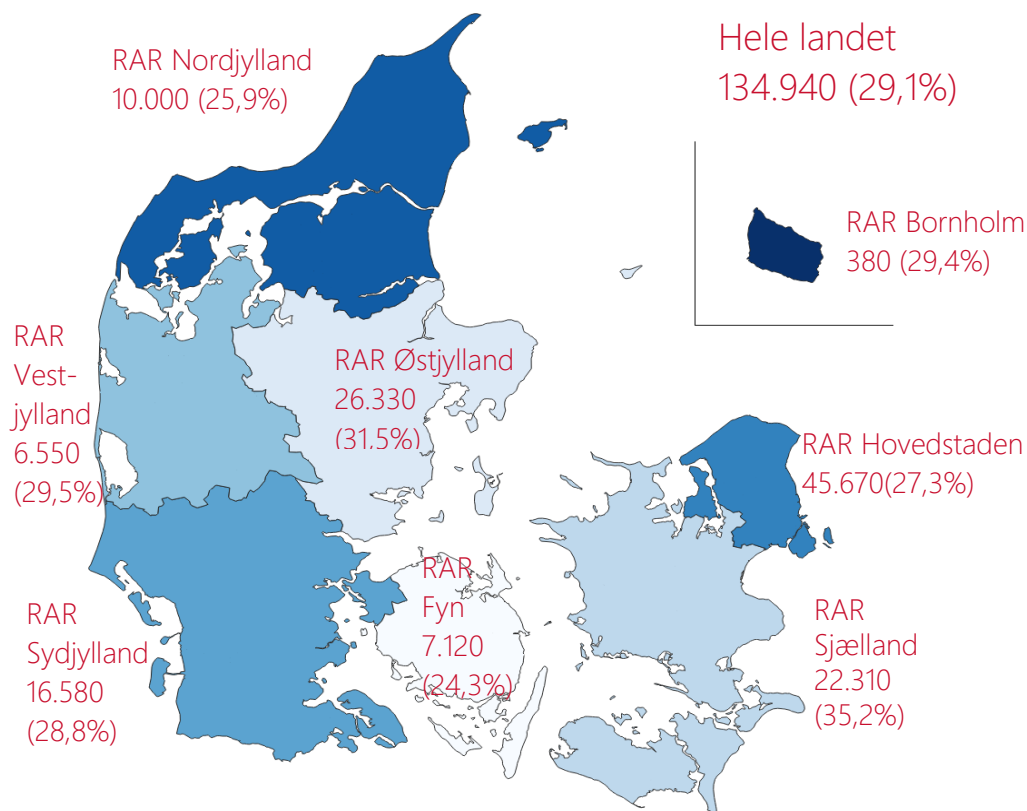 Hele landet
134.940 (29,1%)
RAR Nordjylland
10.000 (25,9%)
RAR Bornholm
380 (29,4%)
RAR
Vest-
jylland
6.550
(29,5%)
RAR Østjylland
26.330
(31,5%)
RAR Hovedstaden
45.670(27,3%)
RAR
Fyn
7.120
(24,3%)
RAR
Sydjylland
16.580
(28,8%)
RAR
Sjælland
22.310
(35,2%)